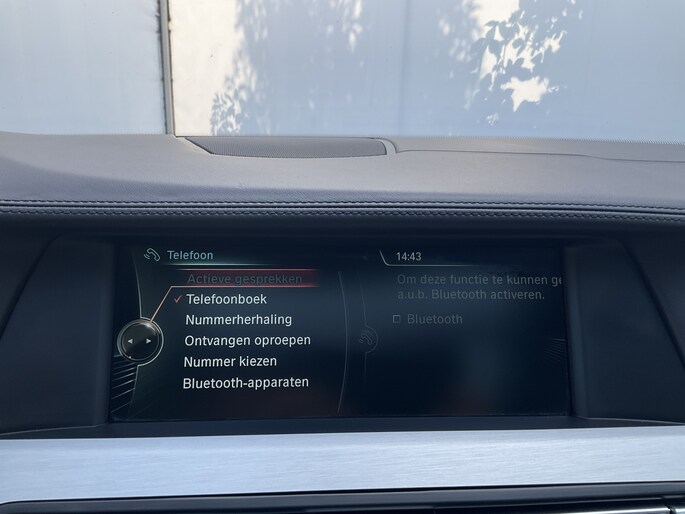 Telefoon
14:43
Actieve gesprekken
Telefoonboek
Nummerherhaling
Ontvangen oproepen
Nummer kiezen
Bluetooth-apparaten
Om deze functie te kunnen ge
a.u.b. Bluetooth activeren.
Bluetooth